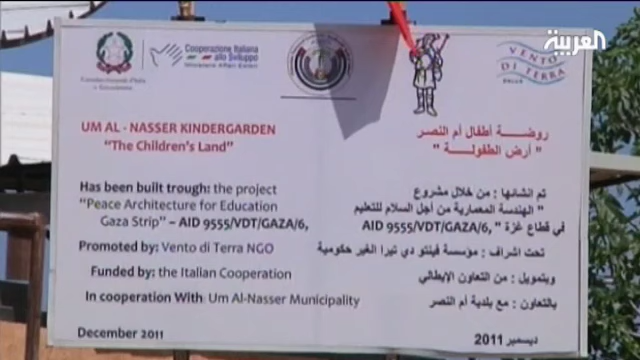 العربية
Cooperazione Italiana
allo Sviluppo
VENTO
DI TERRA
ONLUS
UM AL - NASSER KINDERGARDEN
"The Children's Land"
Has been built trough: the project
"Peace Architecture for Education
Gaza Strip" – AID 9555/VDT/GAZA/6,
Promoted by: Vento di Terra NGO
Funded by: the Italian Cooperation
In cooperation With: Um Al-Nasser Municipality
December 2011
روضة أطفال أم النصر
" أرض الطفولة "
تم انشائها : من خلال مشروع
" الهندسة المعمارية من أجل السلام للتعليم
في قطاع غزة " AID 9555/VDT/GAZA/6,
تحت اشراف : مؤسسة فينتو دي تيرا الغير حكومية
وبتمويل : من التعاون الإيطالي
بالتعاون : مع بلدية أم النصر
ديسمبر 2011